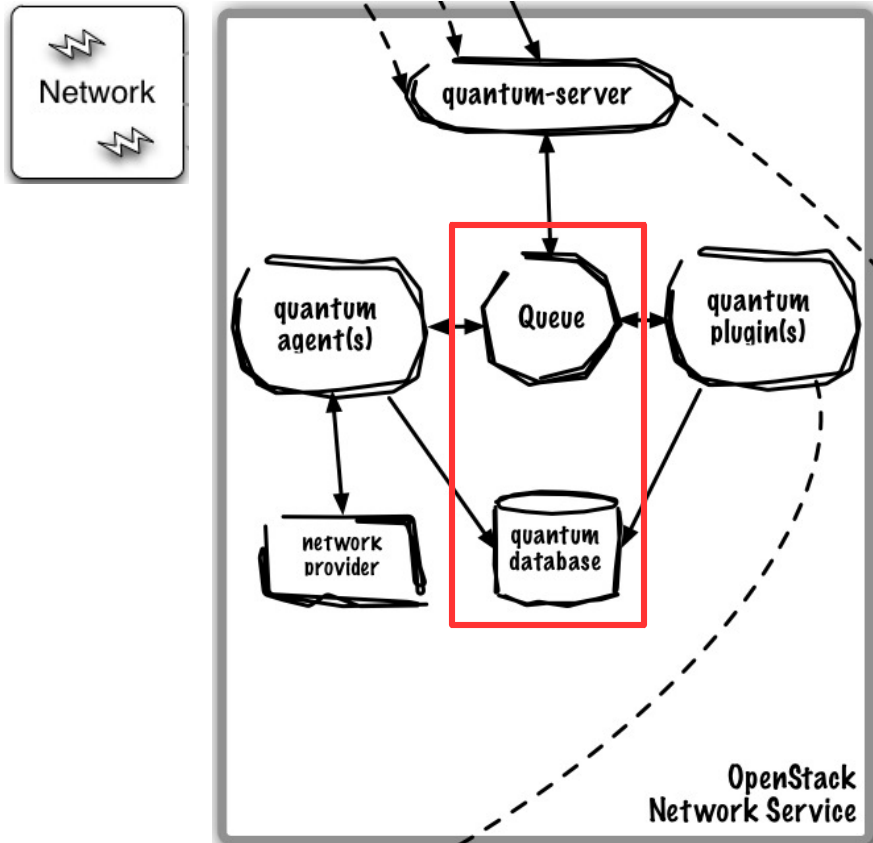 Network
quantum-server
quantum
agent(s)
Queue
quantum
plugin(s)
network
provider
quantum
database
OpenStack
Network Service